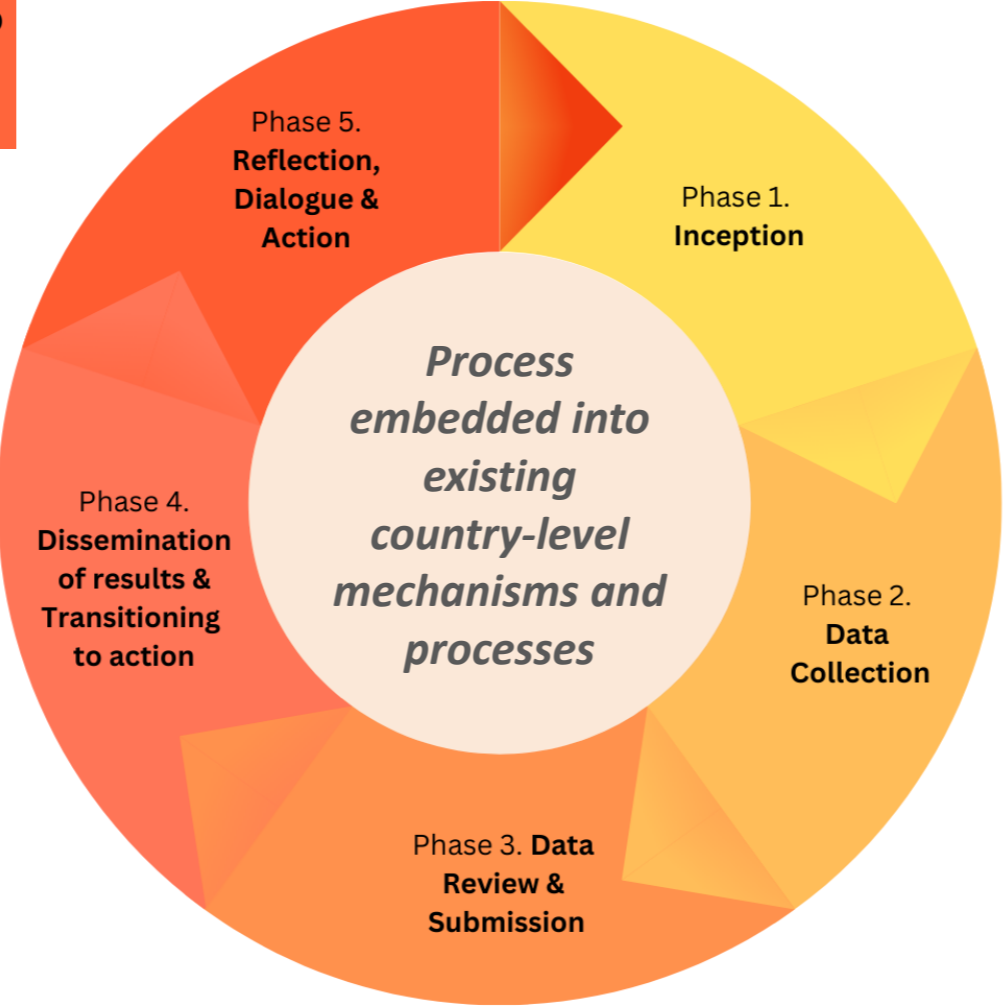 Phase 1.
Inception
Phase 2.
Data
Collection
Phase 3. Data
Review &
Submission
Phase 4.
Dissemination
of results &
Transitioning
to action
Phase 5.
Reflection,
Dialogue &
Action
Process
embedded into
existing
country-level
mechanisms and
processes